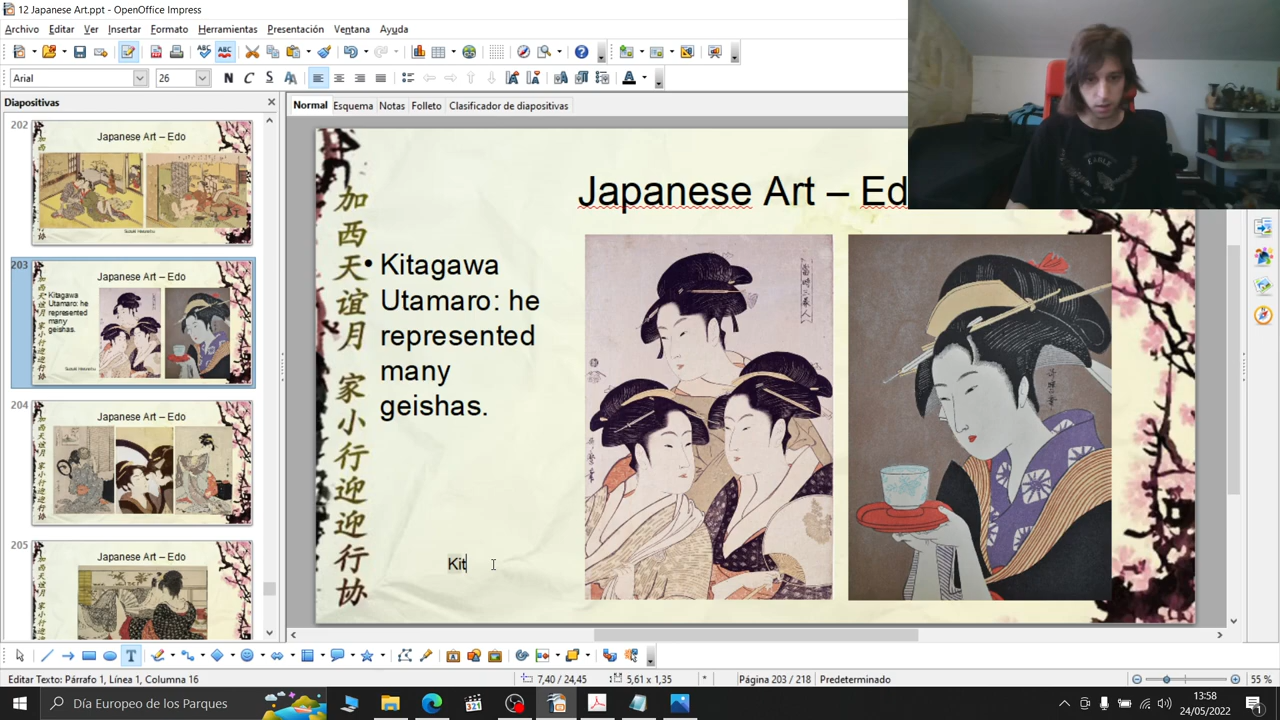 12 Japanese Art.ppt - OpenOffice Impress
Archivo Editar Ver Insertar Formato Herramientas Presentación Ventana Ayuda
Arial 26 N C S A
Diapositivas
Normal Esquema Notas Folleto Clasificador de diapositivas
202
Japanese Art – Edo
203
Japanese Art – Edo
Kitagawa
Utamaro: he
represented
many
geishas.
204
Japanese Art – Edo
205
Japanese Art – Edo
Japanese Art – Ed
加
西
天
谊
月
家
小
行
迎
迎
行
协
• Kitagawa
Utamaro: he
represented
many
geishas.
Kit
當時三美人
Editar Texto: Párrafo 1, Línea 1, Columna 16
7,40 / 24,45
5,61 x 1,35
*
Página 203 / 218
Predeterminado
55 %
Día Europeo de los Parques
13:58
24/05/2022